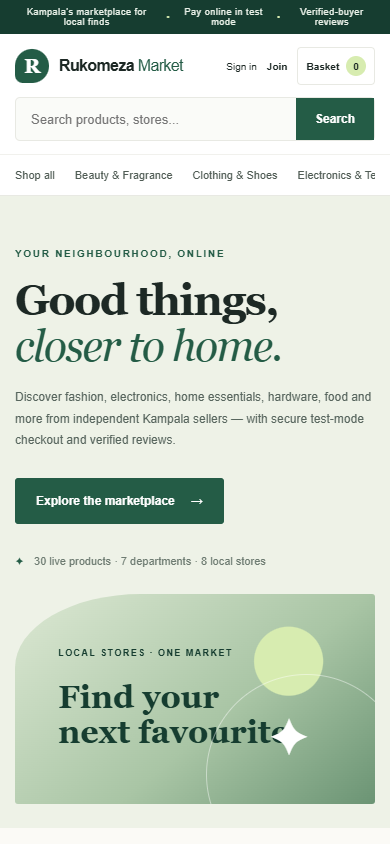 Kampala's marketplace for local finds
•
Pay online in test mode
•
Verified-buyer reviews
R
Rukomeza Market
Sign in
Join
Basket 0
Search products, stores...
Search
Shop all
Beauty & Fragrance
Clothing & Shoes
Electronics & Te
YOUR NEIGHBOURHOOD, ONLINE
Good things,
closer to home.
Discover fashion, electronics, home essentials, hardware, food and
more from independent Kampala sellers — with secure test-mode
checkout and verified reviews.
Explore the marketplace →
✦ 30 live products · 7 departments · 8 local stores
LOCAL STORES · ONE MARKET
Find your
next favourite